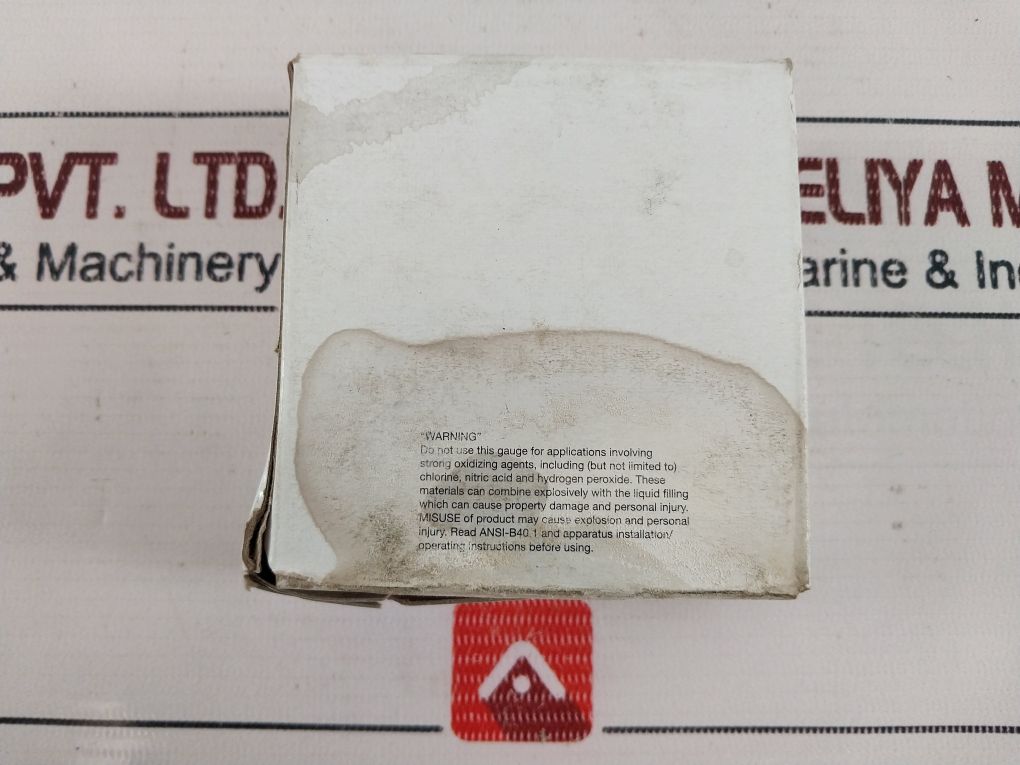 PVT. LTD.
ELIYA M
& Machinery
arine & In
"WARNING"
Do not use this gauge for applications involving
strong oxidizing agents, including (but not iimited to)
chlorine, nitric acid and hydrogen peroxide. These
materials can combine explosively with the liquid filling
which can cause property damage and personal injury.
MISUSE of product may cause explosion and personal
injury. Read ANSI-B40.1 and apparatus installation/
operating instructions before using.